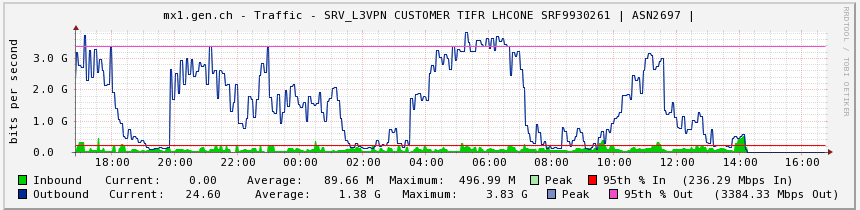 mx1.gen.ch - Traffic - SRV_L3VPN CUSTOMER TIFR LHCONE SRF9930261 | ASN2697 |
RRDTOOL / TOBI OETIKER
bits per second
3.0 G
2.0 G
1.0 G
0.0
18:00 20:00 22:00 00:00 02:00 04:00 06:00 08:00 10:00 12:00 14:00 16:00
Inbound Current: 0.00 Average: 89.66 M Maximum: 496.99 M Peak 95th % In (236.29 Mbps In)
Outbound Current: 24.60 Average: 1.38 G Maximum: 3.83 G Peak 95th % Out (3384.33 Mbps Out)